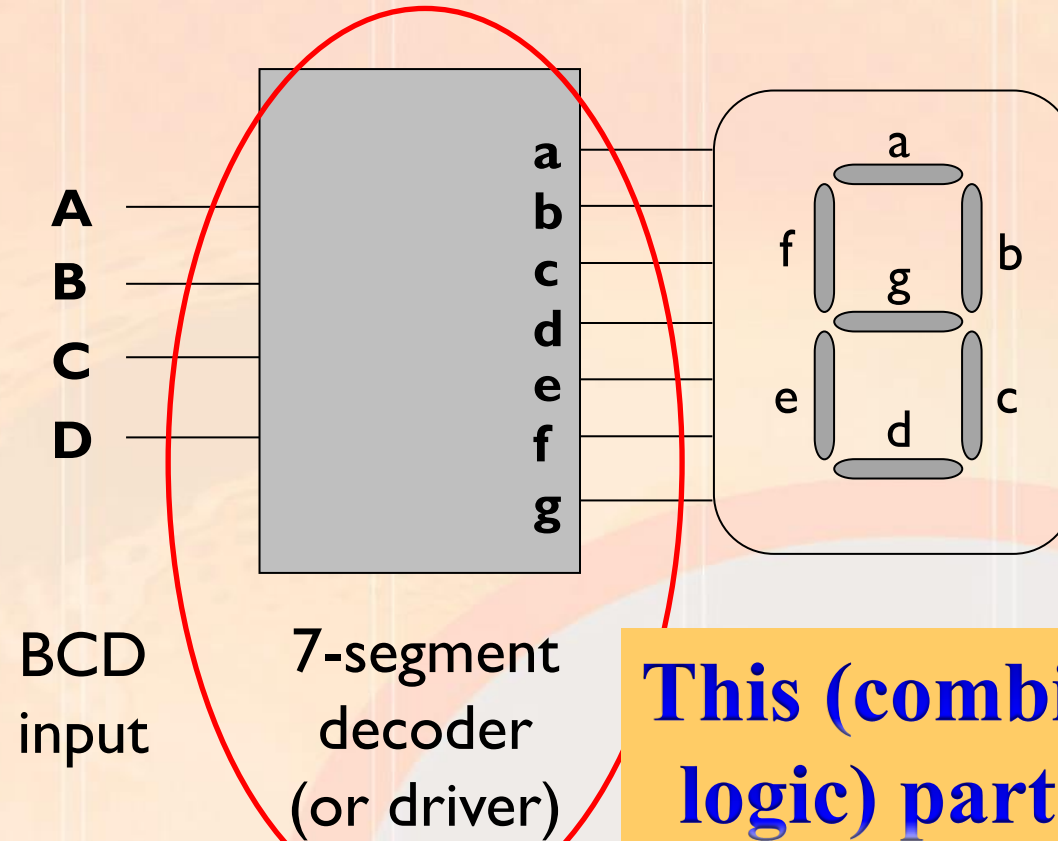 A
B
C
D
a
b
c
d
e
f
g
a
f
b
g
e
c
d
BCD
input
7-segment
decoder
(or driver)
This (combi
logic) part